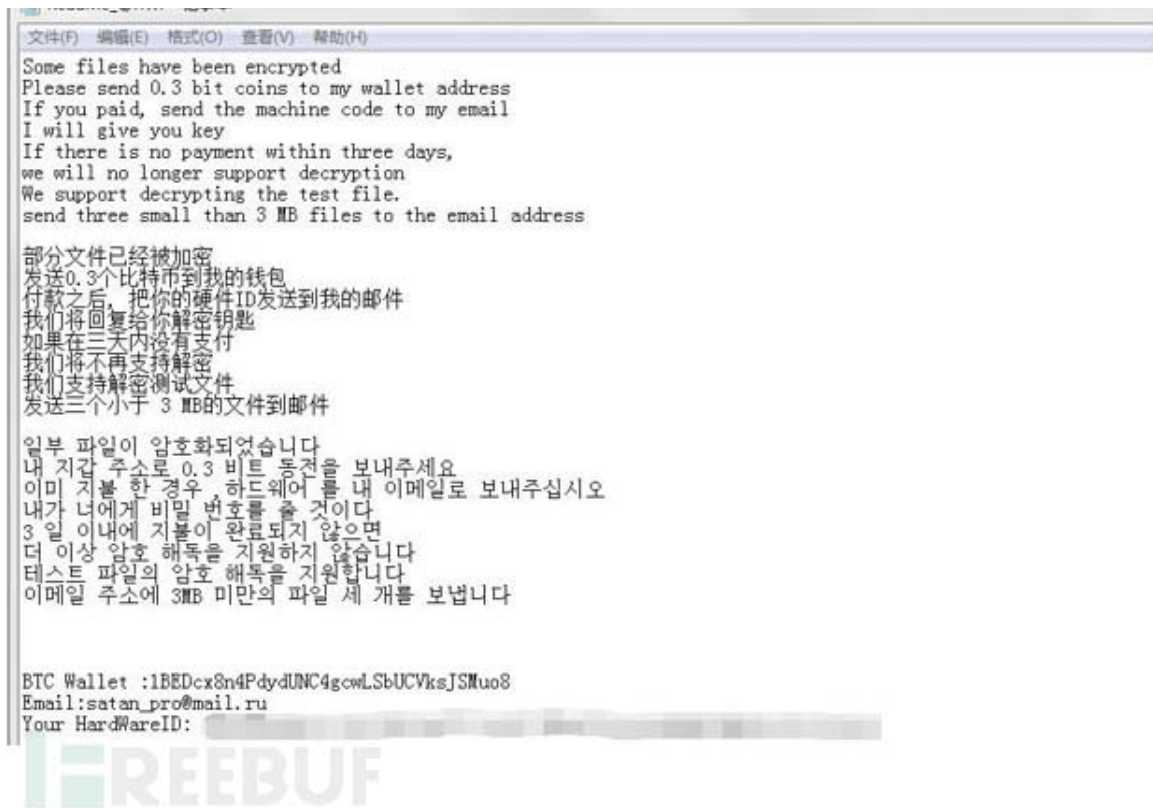 文件(F) 编辑(E) 格式(O) 查看(V) 帮助(H)
Some files have been encrypted
Please send 0.3 bit coins to my wallet address
If you paid, send the machine code to my email
I will give you key
If there is no payment within three days,
we will no longer support decryption
We support decrypting the test file.
send three small than 3 MB files to the email address
部分文件已经被加密
发送0.3个比特币到我的钱包
付款之后, 把你的硬件ID发送到我的邮件
我们将回复给你解密钥匙
如果在三天内没有支付
我们将不再支持解密
我们支持解密测试文件
发送三个小于 3 MB的文件到邮件
일부 파일이 암호화되었습니다
내 지갑 주소로 0.3 비트 동전을 보내주세요
이미 지불 한 경우 ,하드웨어 를 내 이메일로 보내주십시오
내가 너에게 비밀 번호를 줄 것이다
3 일 이내에 지불이 완료되지 않으면
더 이상 암호 해독을 지원하지 않습니다
테스트 파일의 암호 해독을 지원합니다
이메일 주소에 3MB 미만의 파일 세 개를 보냅니다
BTC Wallet :1BEDcx8n4PdydUNC4gcwLSbUCVksJSMuo8
Email:satan_pro@mail.ru
Your HardWareID:
FREEBUF